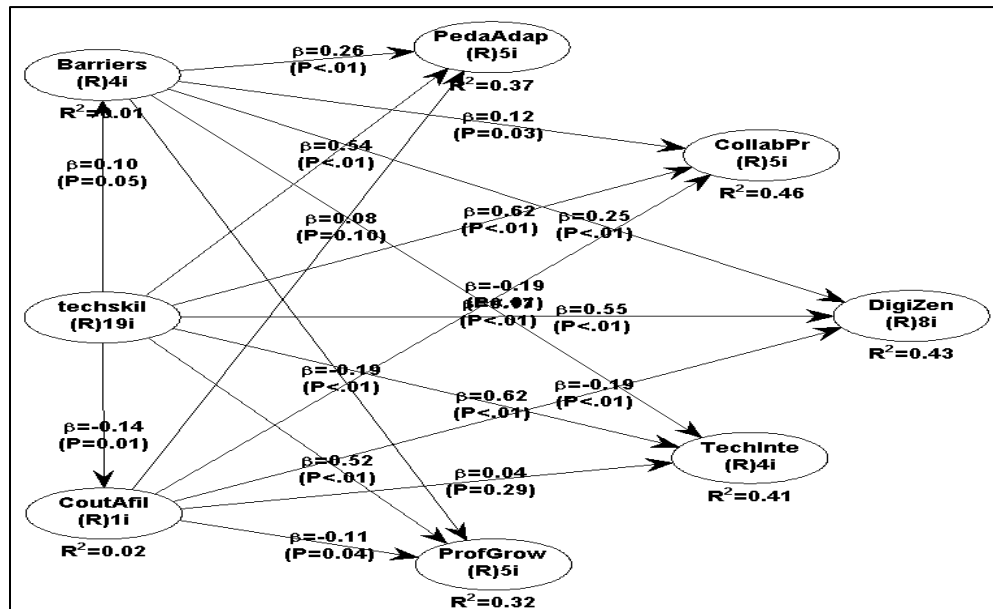 PedaAdap
(R)5i
R²=0.37
β=0.26
(P<.01)
Barriers
(R)4i
R²=0.01
β=0.12
(P=0.03)
CollabPr
(R)5i
R²=0.46
β=0.54
(P<.01)
β=0.10
(P=0.05)
β=0.08
(P=0.10)
β=0.62
(P<.01)
β=0.25
(P<.01)
techskil
(R)19i
β=-0.19
(P<.01)
β=0.55
(P<.01)
DigiZen
(R)8i
R²=0.43
β=-0.19
(P<.01)
β=0.62
(P<.01)
β=-0.19
(P<.01)
β=-0.14
(P=0.01)
TechInte
(R)4i
R²=0.41
β=0.52
(P<.01)
β=0.04
(P=0.29)
CoutAfil
(R)1i
R²=0.02
β=-0.11
(P=0.04)
ProfGrow
(R)5i
R²=0.32